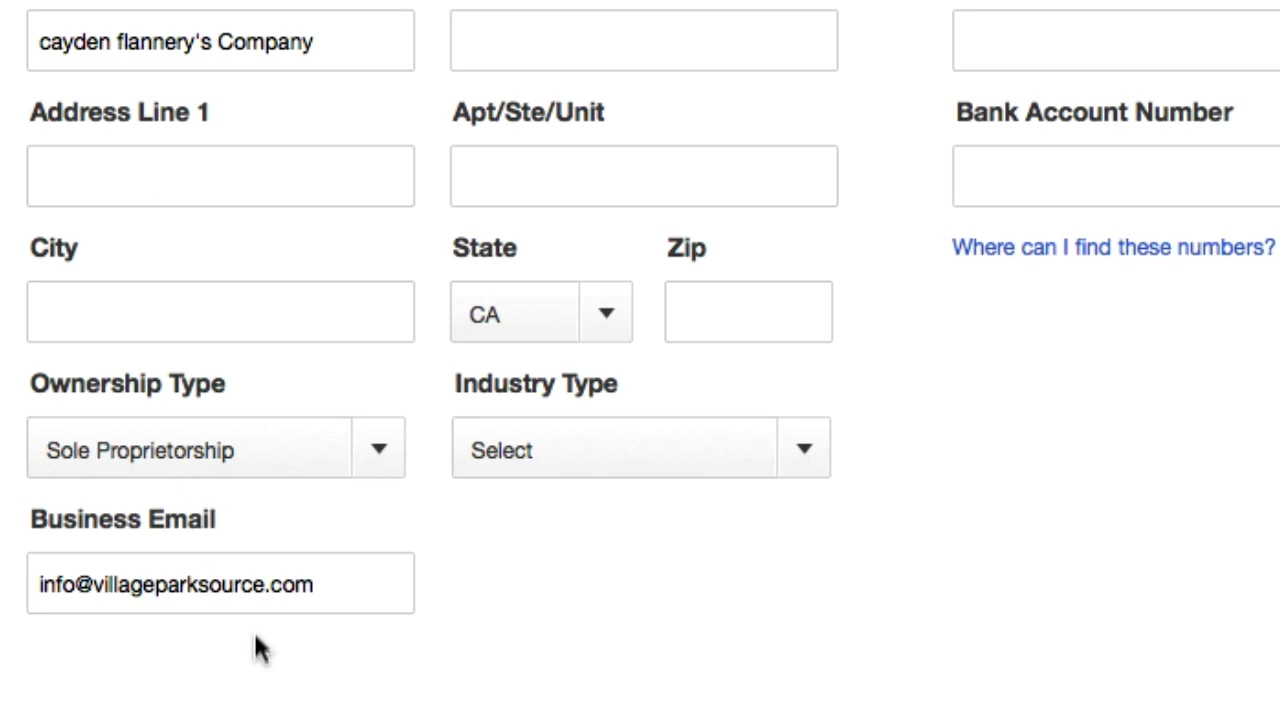 cayden flannery's Company
Address Line 1 Apt/Ste/Unit Bank Account Number
City State Zip Where can I find these numbers?
CA
Ownership Type Industry Type
Sole Proprietorship Select
Business Email
info@villageparksource.com